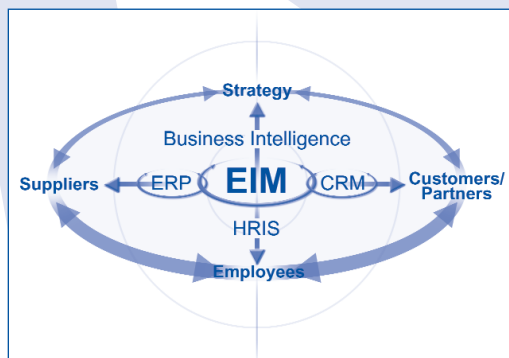 Strategy
Business Intelligence
Suppliers
ERP
EIM
CRM
Customers/
Partners
HRIS
Employees